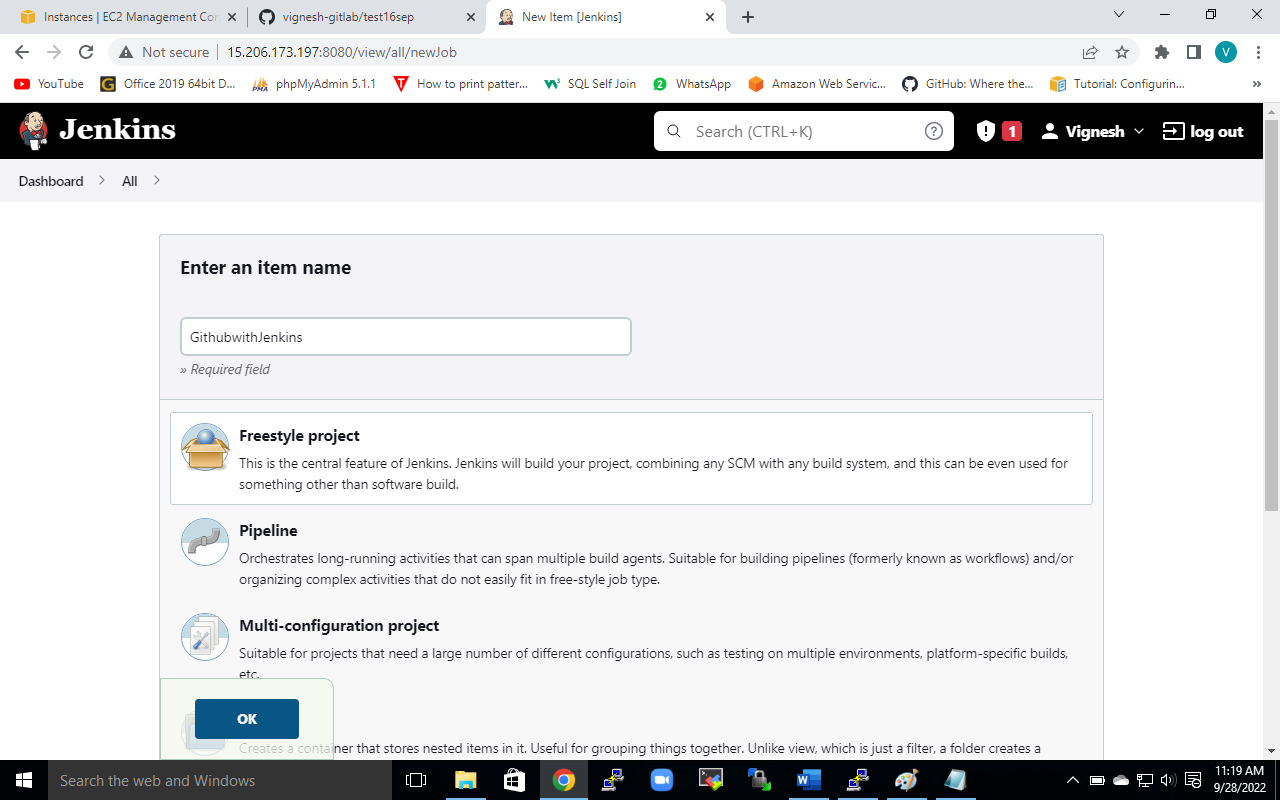 Instances | EC2 Management Con
vignesh-gitlab/test16sep
New Item [Jenkins]
Not secure
15.206.173.197:8080/view/all/newJob
V
YouTube
Office 2019 64bit D...
phpMyAdmin 5.1.1
How to print patter...
SQL Self Join
2
WhatsApp
Amazon Web Servic...
GitHub: Where the...
Tutorial: Configurin...
»
Jenkins
Search (CTRL+K)
1
Vignesh
log out
Dashboard
All
Enter an item name
GithubwithJenkins
» Required field
Freestyle project
This is the central feature of Jenkins. Jenkins will build your project, combining any SCM with any build system, and this can be even used for
something other than software build.
Pipeline
Orchestrates long-running activities that can span multiple build agents. Suitable for building pipelines (formerly known as workflows) and/or
organizing complex activities that do not easily fit in free-style job type.
Multi-configuration project
Suitable for projects that need a large number of different configurations, such as testing on multiple environments, platform-specific builds,
etc.
OK
Creates a container that stores nested items in it. Useful for grouping things together. Unlike view, which is just a filter, a folder creates a
Search the web and Windows
11:19 AM
9/28/2022